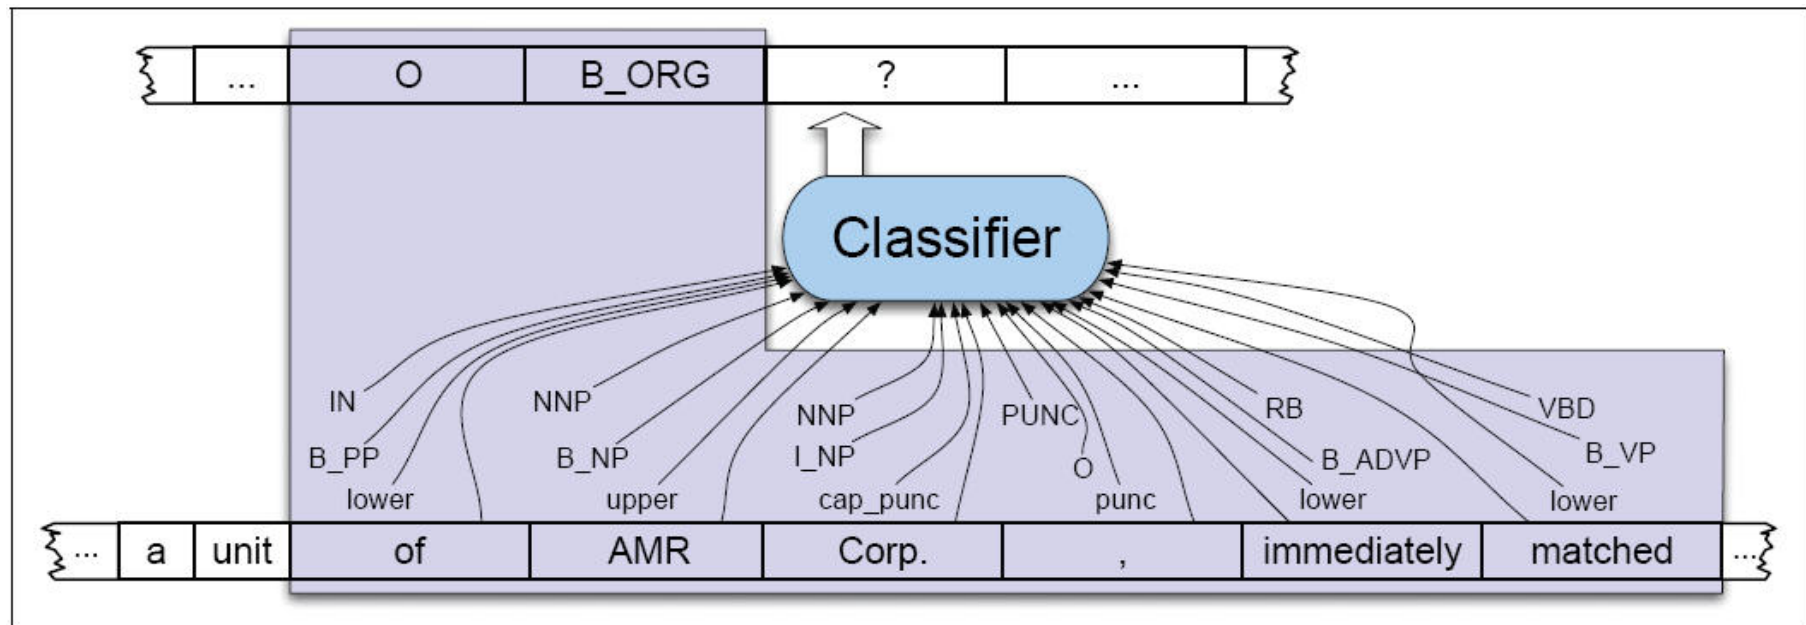 ... O B_ORG ? ...
Classifier
IN NNP NNP PUNC RB VBD
B_PP B_NP I_NP O B_ADVP B_VP
lower upper cap_punc punc lower lower
... a unit of AMR Corp. , immediately matched ...